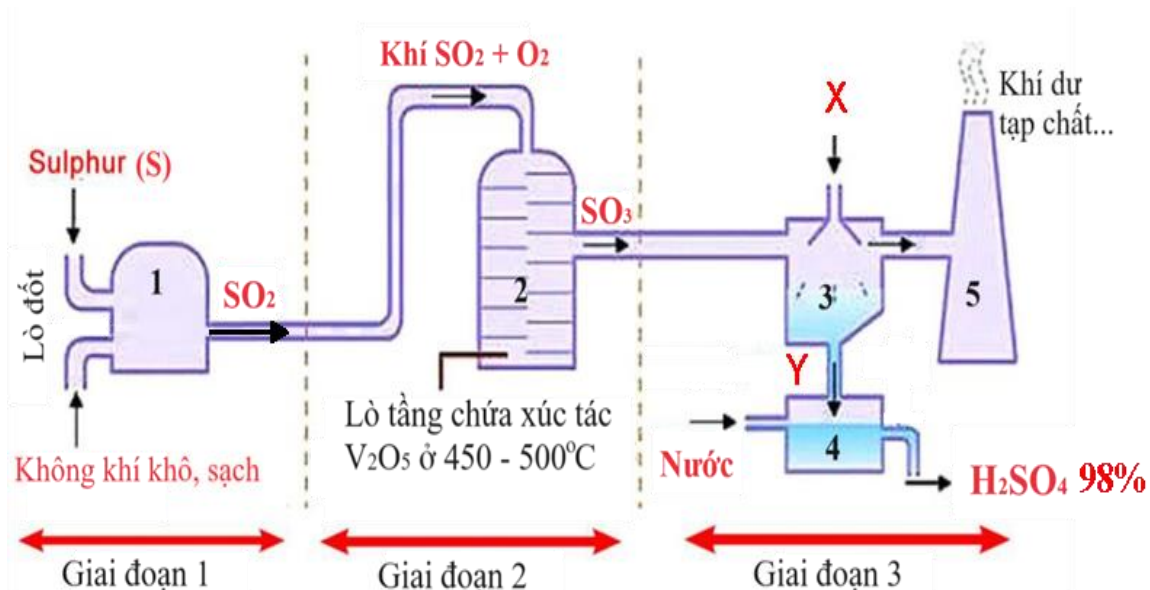 Khí SO₂ + O₂
X
Khí dư
tạp chất...
Sulphur (S)
Lò đốt
1
SO₂
2
SO₃
3
5
Y
4
Lò tầng chứa xúc tác
V₂O₅ ở 450 - 500°C
Không khí khô, sạch
Nước
H₂SO₄ 98%
Giai đoạn 1
Giai đoan 2
Giai đoạn 3